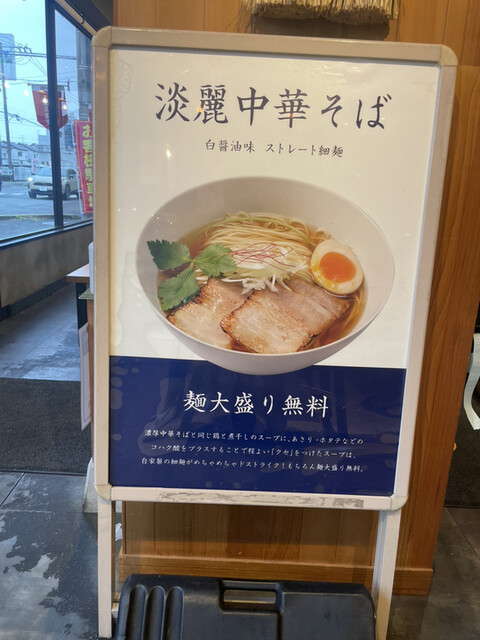 淡麗中華そば
白醤油味 ストレート細麺
麺大盛り無料
濃厚中華そばと同じ鶏と煮干しのスープに、あさり・ホタテなどの
コハク酸をプラスすることで程よい「クセ」をつけたスープは、
自家製の細麺がめちゃめちゃドストライク!もちろん麺大盛り無料。